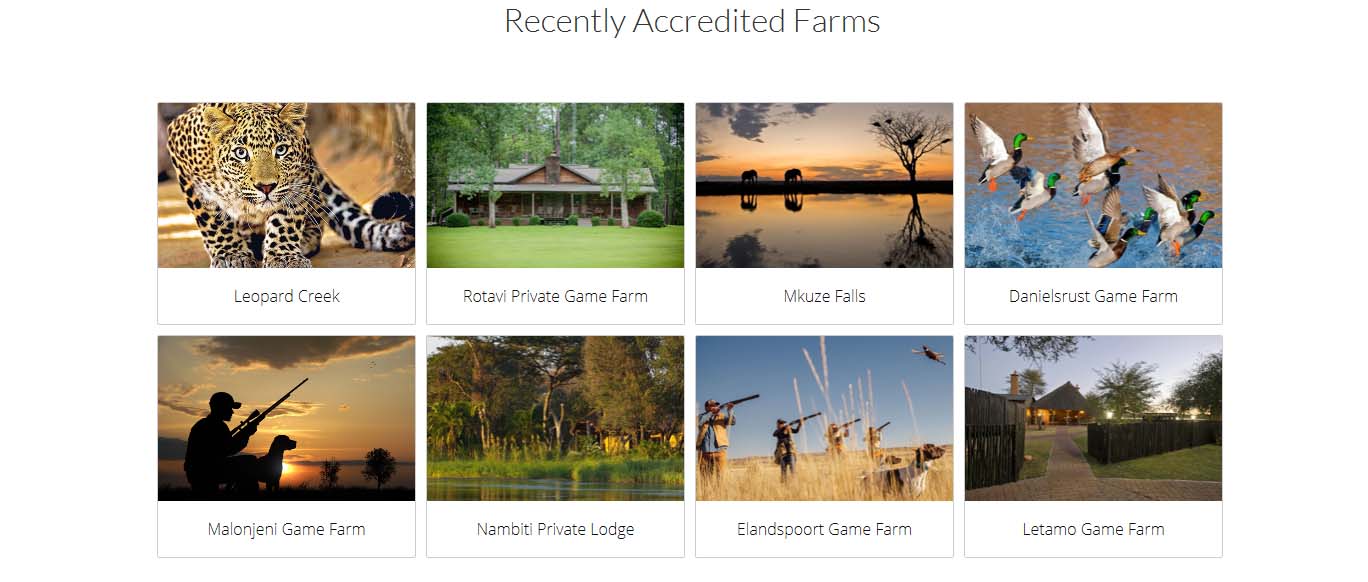 Recently Accredited Farms
Leopard Creek
Rotavi Private Game Farm
Mkuze Falls
Danielsrust Game Farm
Malonjeni Game Farm
Nambiti Private Lodge
Elandspoort Game Farm
Letamo Game Farm